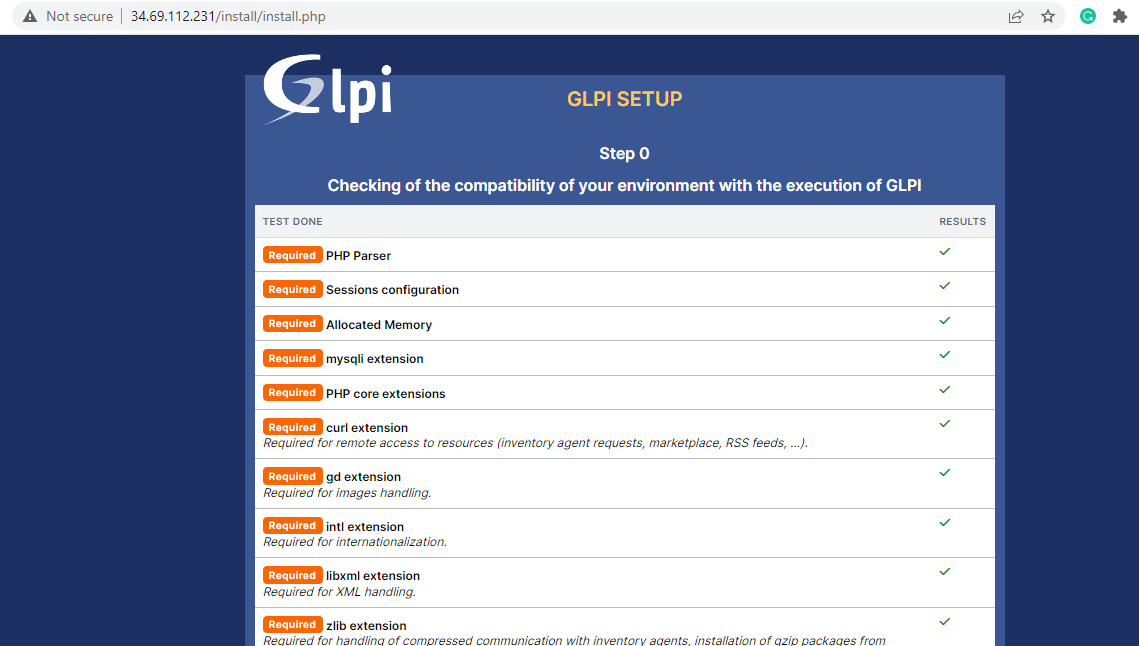 Not secure 34.69.112.231/install/install.php
Glpi
GLPI SETUP
Step 0
Checking of the compatibility of your environment with the execution of GLPI
TEST DONE RESULTS
Required PHP Parser
Required Sessions configuration
Required Allocated Memory
Required mysqli extension
Required PHP core extensions
Required curl extension
Required for remote access to resources (inventory agent requests, marketplace, RSS feeds, ...).
Required gd extension
Required for images handling.
Required intl extension
Required for internationalization.
Required libxml extension
Required for XML handling.
Required zlib extension
Required for handling of compressed communication with inventory agents, installation of gzip packages from